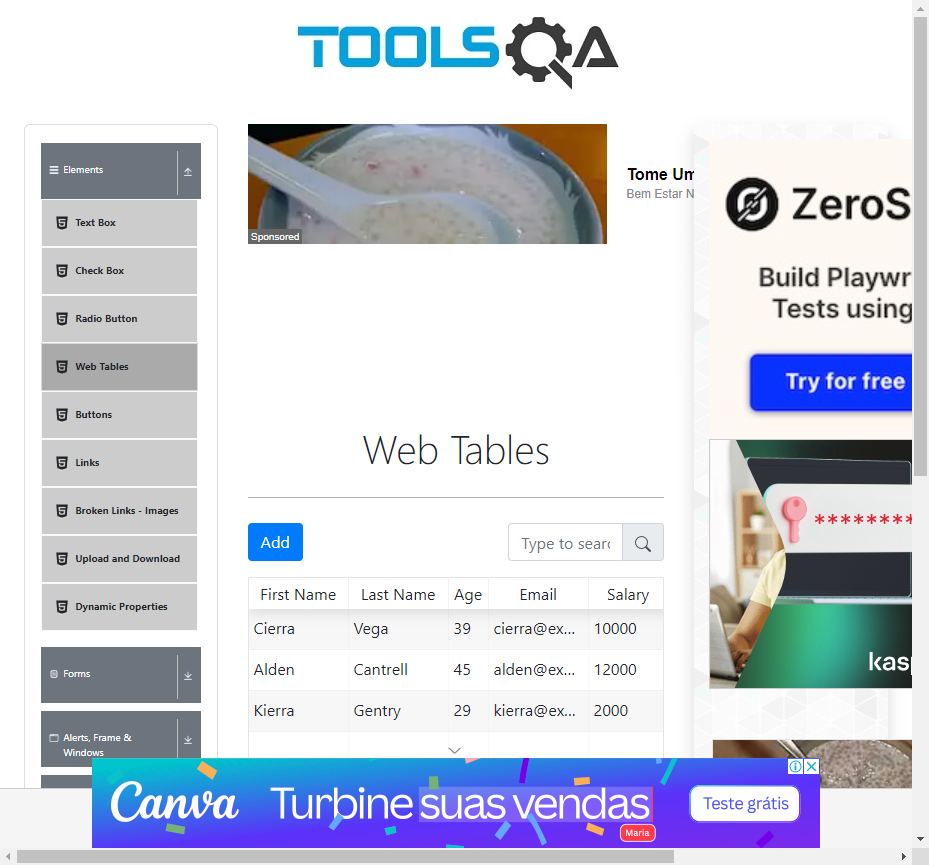 TOOLSQA
Elements
Text Box
Check Box
Radio Button
Web Tables
Buttons
Links
Broken Links - Images
Upload and Download
Dynamic Properties
Forms
Alerts, Frame &
Windows
Sponsored
Tome Um
Bem Estar N
Web Tables
Add
Type to searc
First Name Last Name Age Email Salary
Cierra Vega 39 cierra@ex... 10000
Alden Cantrell 45 alden@ex... 12000
Kierra Gentry 29 kierra@ex... 2000
ZeroS
Build Playwr
Tests using
Try for free
********
kasp
Canva
Turbine suas vendas
Maria
Teste grátis